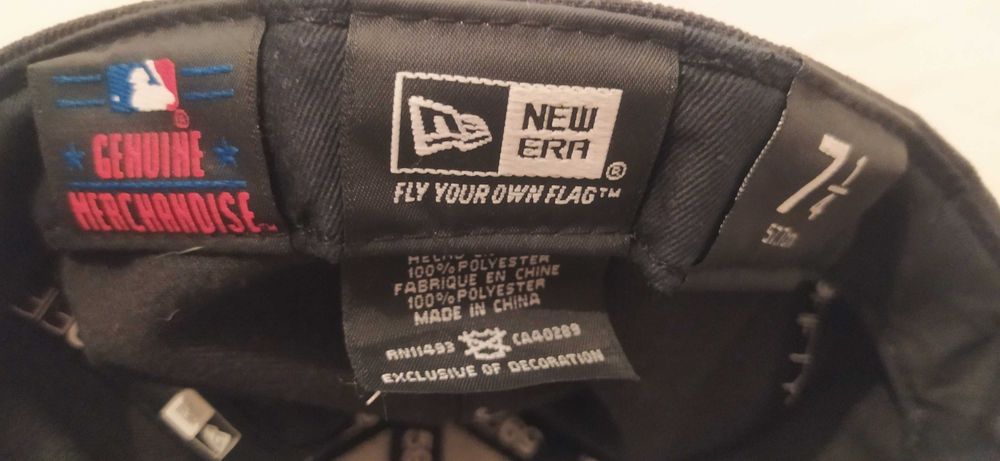 GENUINE
MERCHANDISE™
NEW
ERA
®
FLY YOUR OWN FLAG™
7 1/4
100% POLYESTER
FABRIQUE EN CHINE
100% POLYESTER
MADE IN CHINA
RN11493 CA40289
EXCLUSIVE OF DECORATION